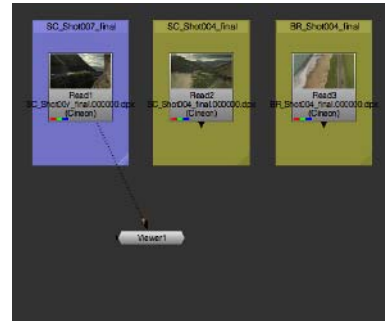 SC_Shot007_final
SC_Shot004_final
BR_Shot004_final
Read1
SC_Shot007_final.000000.dpx
(Cineon)
Read2
SC_Shot004_final.000000.dpx
(Cineon)
Read3
BR_Shot004_final.000000.dpx
(Cineon)
Viewer1